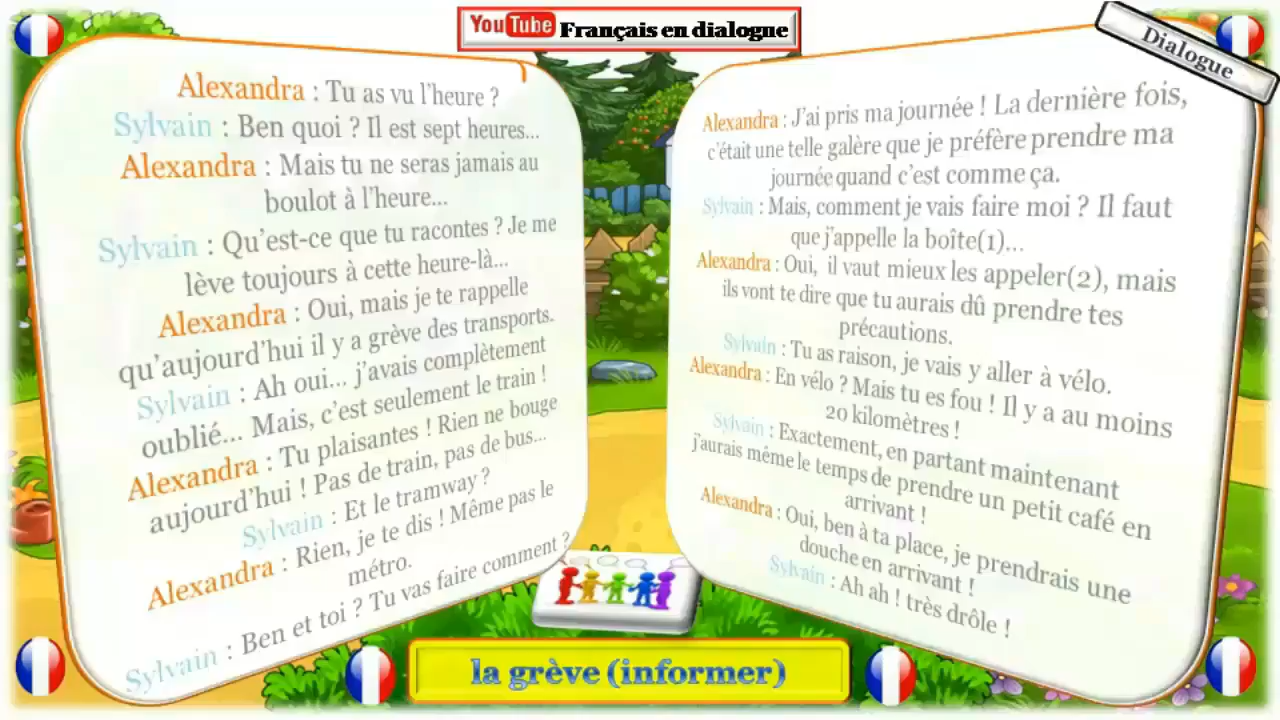 YouTube Français en dialogue
Dialogue
Alexandra : Tu as vu l'heure ?
Sylvain : Ben quoi ? Il est sept heures...
Alexandra : Mais tu ne seras jamais au
boulot à l'heure...
Sylvain : Qu'est-ce que tu racontes ? Je me
lève toujours à cette heure-là...
Alexandra : Oui, mais je te rappelle
qu'aujourd'hui il y a grève des transports.
Sylvain : Ah oui... j'avais complètement
oublié... Mais, c'est seulement le train !
Alexandra : Tu plaisantes ! Rien ne bouge
aujourd'hui ! Pas de train, pas de bus...
Sylvain : Et le tramway ?
Alexandra : Rien, je te dis ! Même pas le
métro.
Sylvain : Ben et toi ? Tu vas faire comment ?
Alexandra : J'ai pris ma journée ! La dernière fois,
c'était une telle galère que je préfère prendre ma
journée quand c'est comme ça.
Sylvain : Mais, comment je vais faire moi ? Il faut
que j'appelle la boîte(1)...
Alexandra : Oui, il vaut mieux les appeler(2), mais
ils vont te dire que tu aurais dû prendre tes
précautions.
Sylvain : Tu as raison, je vais y aller à vélo.
Alexandra : En vélo ? Mais tu es fou ! Il y a au moins
20 kilomètres !
Sylvain : Exactement, en partant maintenant
j'aurais même le temps de prendre un petit café en
arrivant !
Alexandra : Oui, ben à ta place, je prendrais une
douche en arrivant !
Sylvain : Ah ah ! très drôle !
la grève (informer)